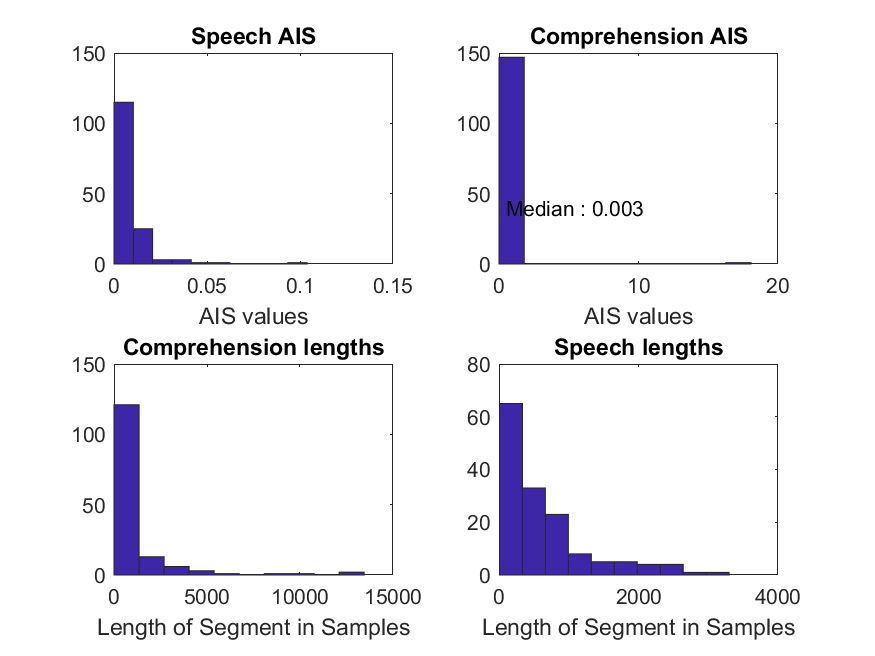 Speech AIS
150
100
50
0
0 0.05 0.1 0.15
AIS values
Comprehension AIS
150
100
50
0
Median : 0.003
0 10 20
AIS values
Comprehension lengths
150
100
50
0
0 5000 10000 15000
Length of Segment in Samples
Speech lengths
80
60
40
20
0
0 2000 4000
Length of Segment in Samples